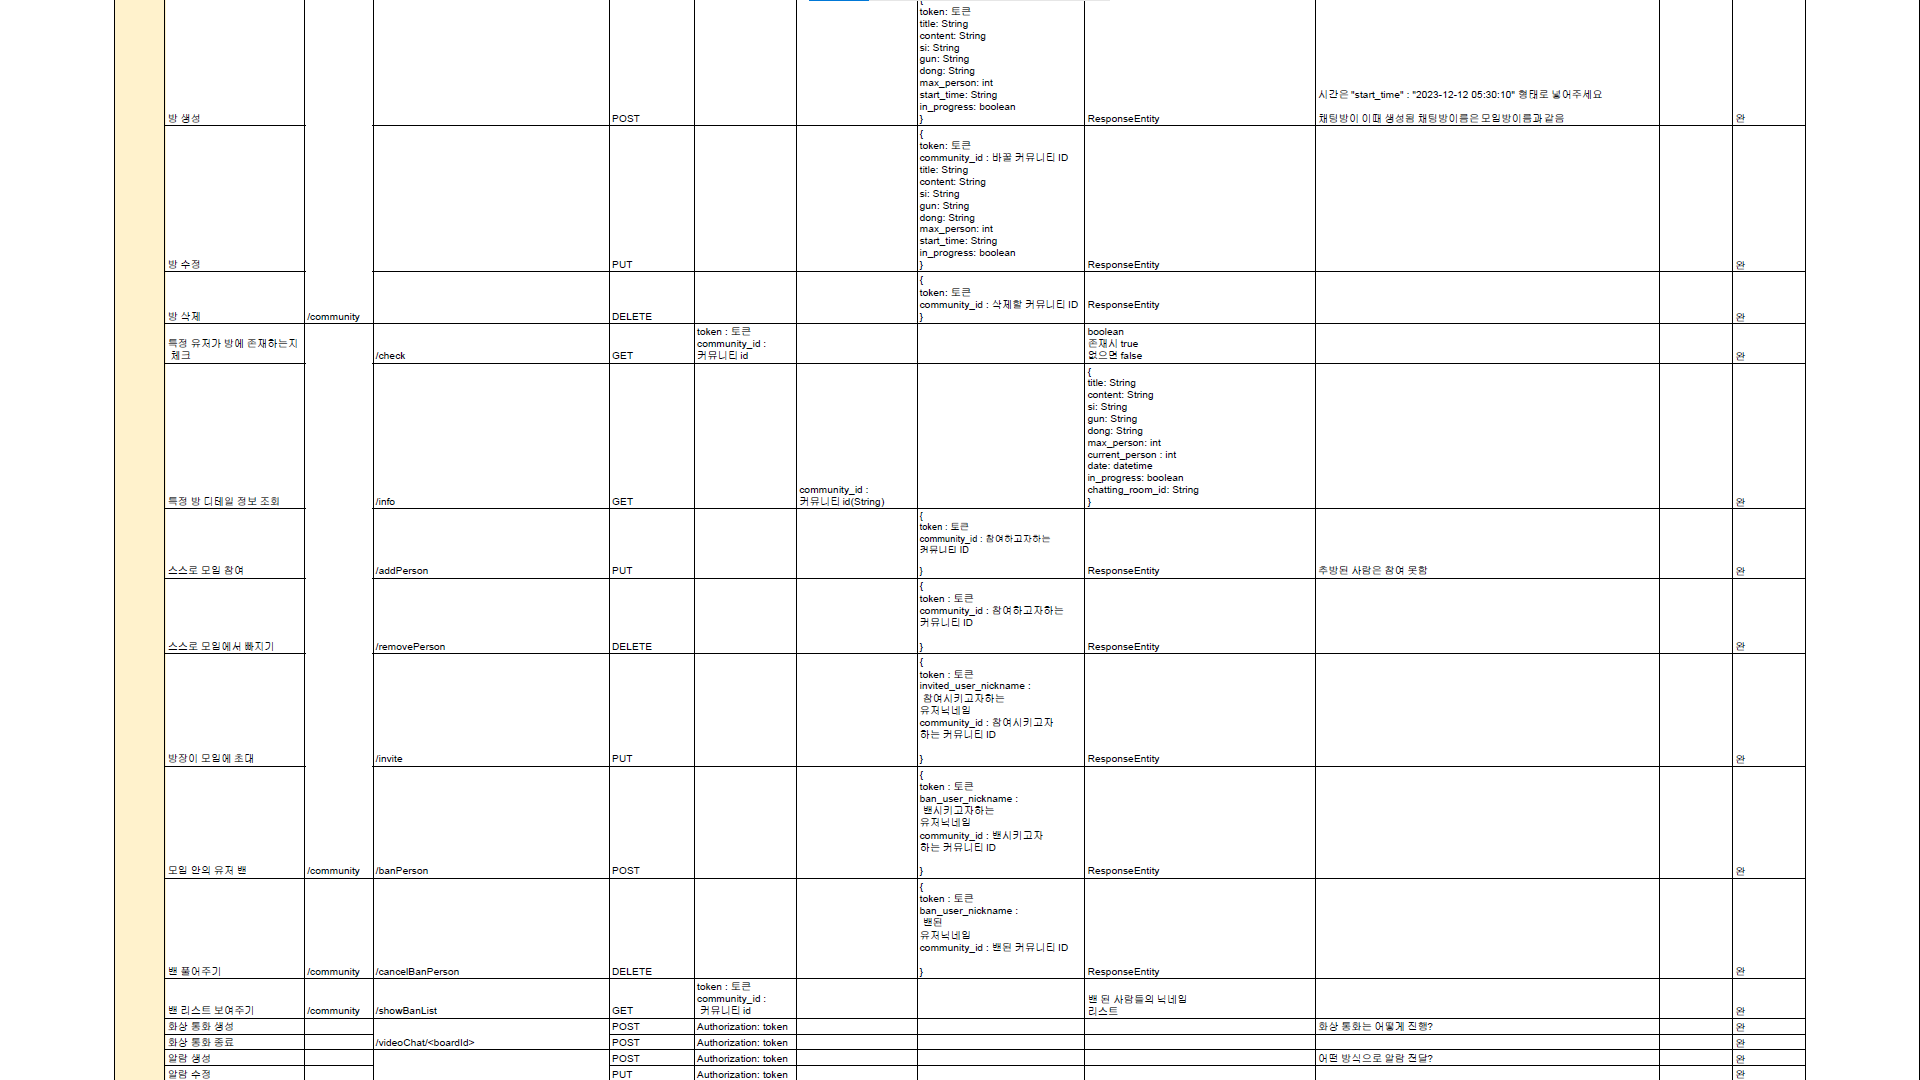 {
token: 토큰
title: String
content: String
si: String
gun: String
dong: String
max_person: int
start_time: String
in_progress: boolean
}
방 생성
POST
ResponseEntity
시간은 "start_time" : "2023-12-12 05:30:10" 형태로 넣어주세요
채팅방이 이때 생성됨 채팅방이름은 모임방이름과 같음
완
{
token: 토큰
community_id : 바꿀 커뮤니티 ID
title: String
content: String
si: String
gun: String
dong: String
max_person: int
start_time: String
in_progress: boolean
}
방 수정
PUT
ResponseEntity
완
{
token: 토큰
community_id : 삭제할 커뮤니티 ID
}
방 삭제
/community
DELETE
ResponseEntity
완
특정 유저가 방에 존재하는지
체크
/check
GET
token : 토큰
community_id :
커뮤니티 id
boolean
존재시 true
없으면 false
완
특정 방 디테일 정보 조회
/info
GET
community_id :
커뮤니티 id(String)
{
title: String
content: String
si: String
gun: String
dong: String
max_person: int
current_person : int
date: datetime
in_progress: boolean
chatting_room_id: String
}
완
스스로 모임 참여
/addPerson
PUT
{
token : 토큰
community_id : 참여하고자하는
커뮤니티 ID
}
ResponseEntity
추방된 사람은 참여 못함
완
스스로 모임에서 빠지기
/removePerson
DELETE
{
token : 토큰
community_id : 참여하고자하는
커뮤니티 ID
}
ResponseEntity
완
방장이 모임에 초대
/invite
PUT
{
token : 토큰
invited_user_nickname :
참여시키고자하는
유저닉네임
community_id : 참여시키고자
하는 커뮤니티 ID
}
ResponseEntity
완
모임 안의 유저 밴
/community
/banPerson
POST
{
token : 토큰
ban_user_nickname :
밴시키고자하는
유저닉네임
community_id : 밴시키고자
하는 커뮤니티 ID
}
ResponseEntity
완
밴 풀어주기
/community
/cancelBanPerson
DELETE
{
token : 토큰
ban_user_nickname :
밴된
유저닉네임
community_id : 밴된 커뮤니티 ID
}
ResponseEntity
완
밴 리스트 보여주기
/community
/showBanList
GET
token : 토큰
community_id :
커뮤니티 id
밴 된 사람들의 닉네임
리스트
완
화상 통화 생성
POST
Authorization: token
화상 통화는 어떻게 진행?
완
화상 통화 종료
/videoChat/<boardId>
POST
Authorization: token
완
알람 생성
POST
Authorization: token
어떤 방식으로 알람 전달?
완
알람 수정
PUT
Authorization: token
완